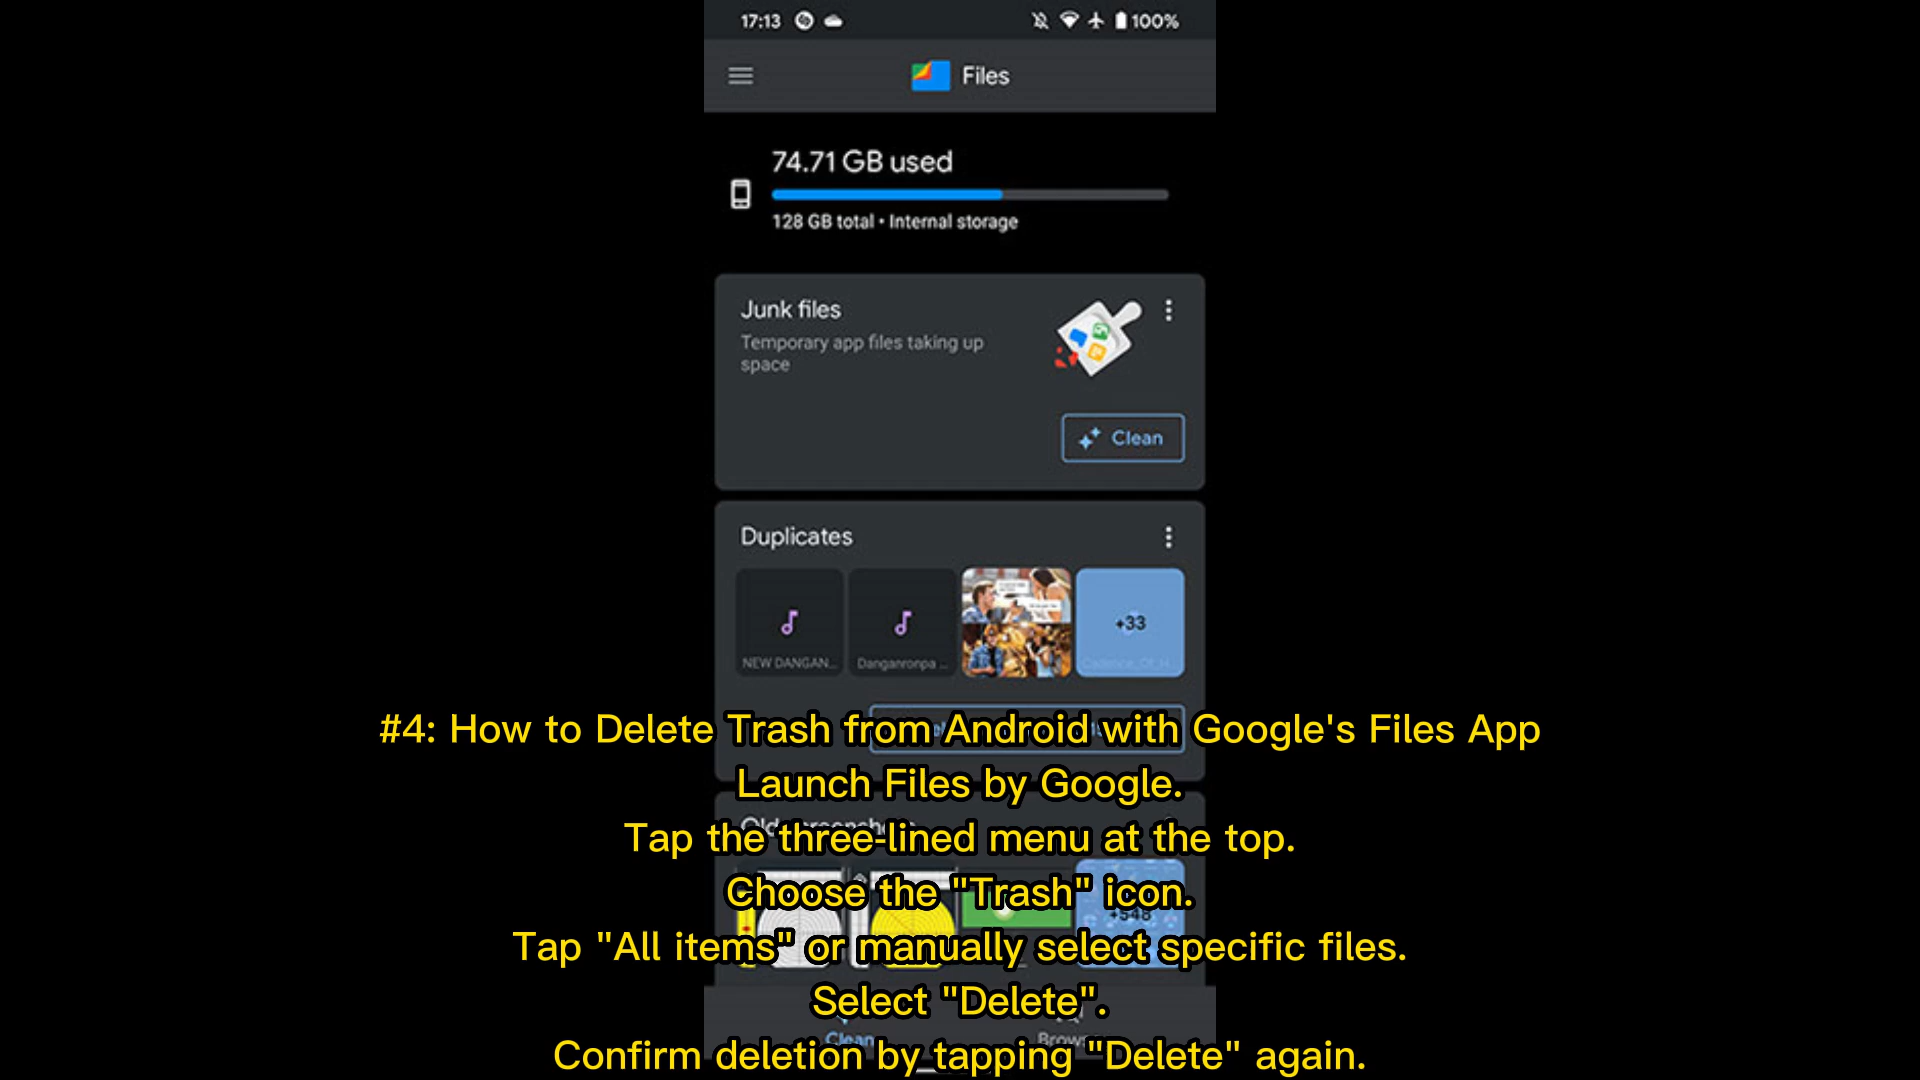 17:13
100%
Files
74.71 GB used
128 GB total • Internal storage
Junk files
Temporary app files taking up
space
Clean
Duplicates
NEW DANGAN...
Danganronpa ...
+33
#4: How to Delete Trash from Android with Google's Files App
Launch Files by Google.
Tap the three-lined menu at the top.
Choose the "Trash" icon.
+548
Tap "All items" or manually select specific files.
Select "Delete".
Clean
Confirm deletion by tapping "Delete" again.